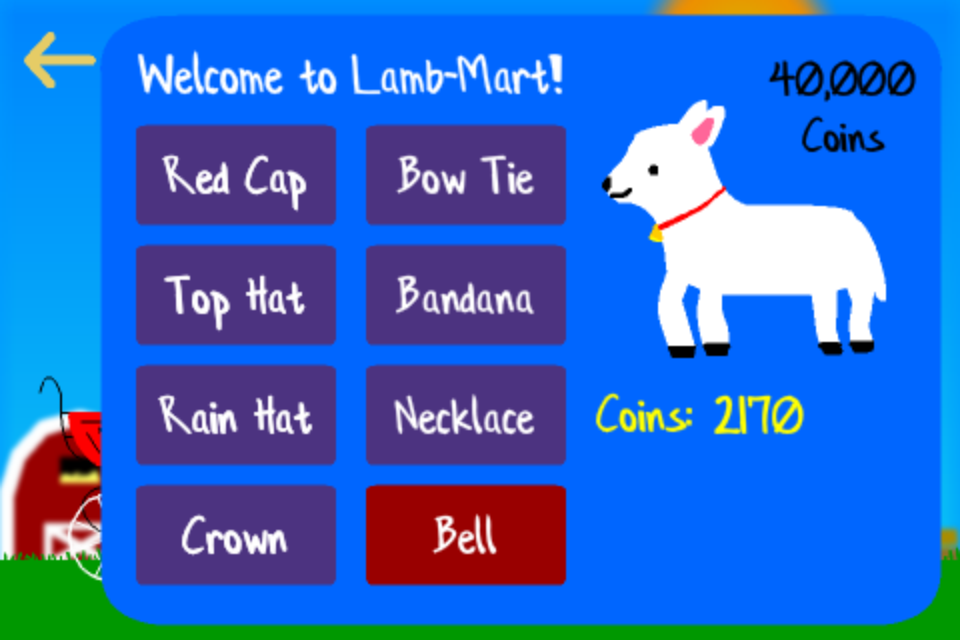 Welcome to Lamb-Mart!
40,000
Coins
Red Cap
Bow Tie
Top Hat
Bandana
Rain Hat
Necklace
Coins: 2170
Crown
Bell